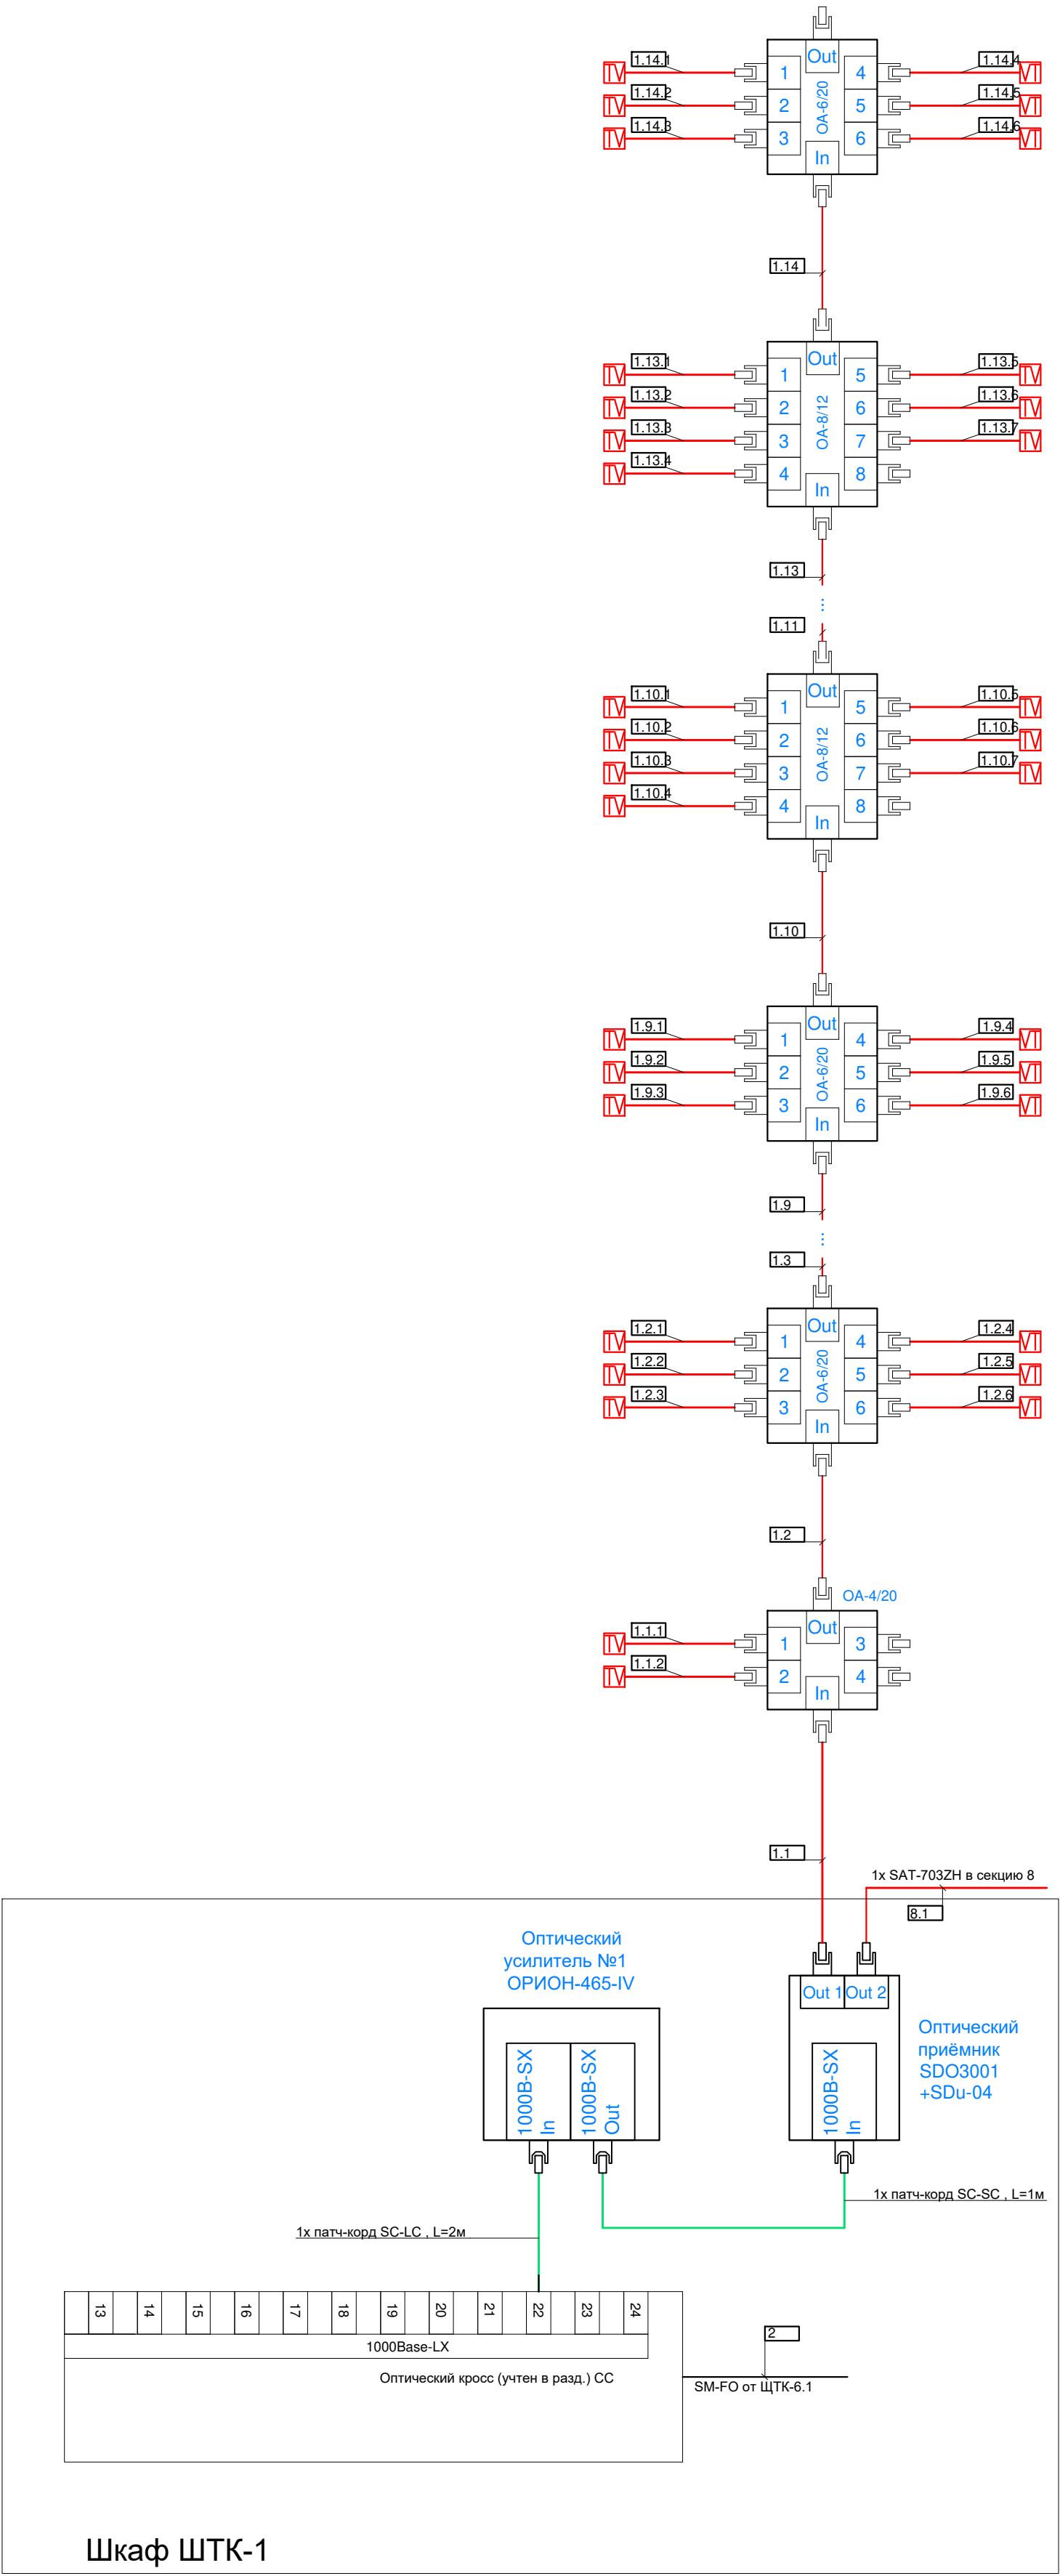 Out
1.14.1
TV
1
4
1.14.4
TV
1.14.2
TV
2
OA-6/20
5
1.14.5
TV
1.14.3
TV
3
6
1.14.6
TV
In
1.14
Out
1.13.1
TV
1
5
1.13.5
TV
1.13.2
TV
2
OA-8/12
6
1.13.6
TV
1.13.3
TV
3
7
1.13.7
TV
1.13.4
TV
4
8
In
1.13
...
1.11
Out
1.10.1
TV
1
5
1.10.5
TV
1.10.2
TV
2
OA-8/12
6
1.10.6
TV
1.10.3
TV
3
7
1.10.7
TV
1.10.4
TV
4
8
In
1.10
Out
1.9.1
TV
1
4
1.9.4
TV
1.9.2
TV
2
OA-6/20
5
1.9.5
TV
1.9.3
TV
3
6
1.9.6
TV
In
1.9
...
1.3
Out
1.2.1
TV
1
4
1.2.4
TV
1.2.2
TV
2
OA-6/20
5
1.2.5
TV
1.2.3
TV
3
6
1.2.6
TV
In
1.2
OA-4/20
Out
1.1.1
TV
1
3
1.1.2
TV
2
4
In
1.1
1x SAT-703ZH в секцию 8
8.1
Оптический
усилитель №1
ОРИОН-465-IV
Out 1
Out 2
Оптический
приёмник
SDO3001
+SDu-04
1000B-SX
In
1000B-SX
Out
1000B-SX
In
1x патч-корд SC-SC , L=1м
1x патч-корд SC-LC , L=2м
13
14
15
16
17
18
19
20
21
22
23
24
1000Base-LX
2
Оптический кросс (учтен в разд.) СС
SM-FO от ЩТК-6.1
Шкаф ШТК-1